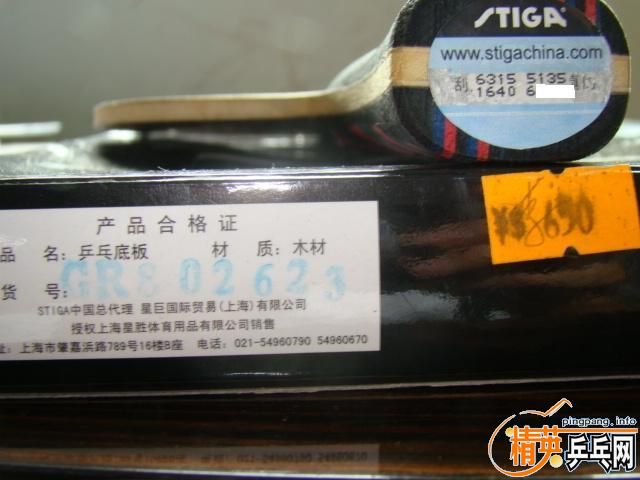 STIGA
www.stigachina.com
刮 6315 5135 真伪
1640 6
产品合格证
品 名：乒乓底板 材 质：木材
货 号：GR802623
STIGA中国总代理 星巨国际贸易(上海)有限公司
授权上海星胜体育用品有限公司销售
址：上海市肇嘉浜路789号16楼B座 电话：021-54960790 54960670
pingpang.info
精英乒乓网